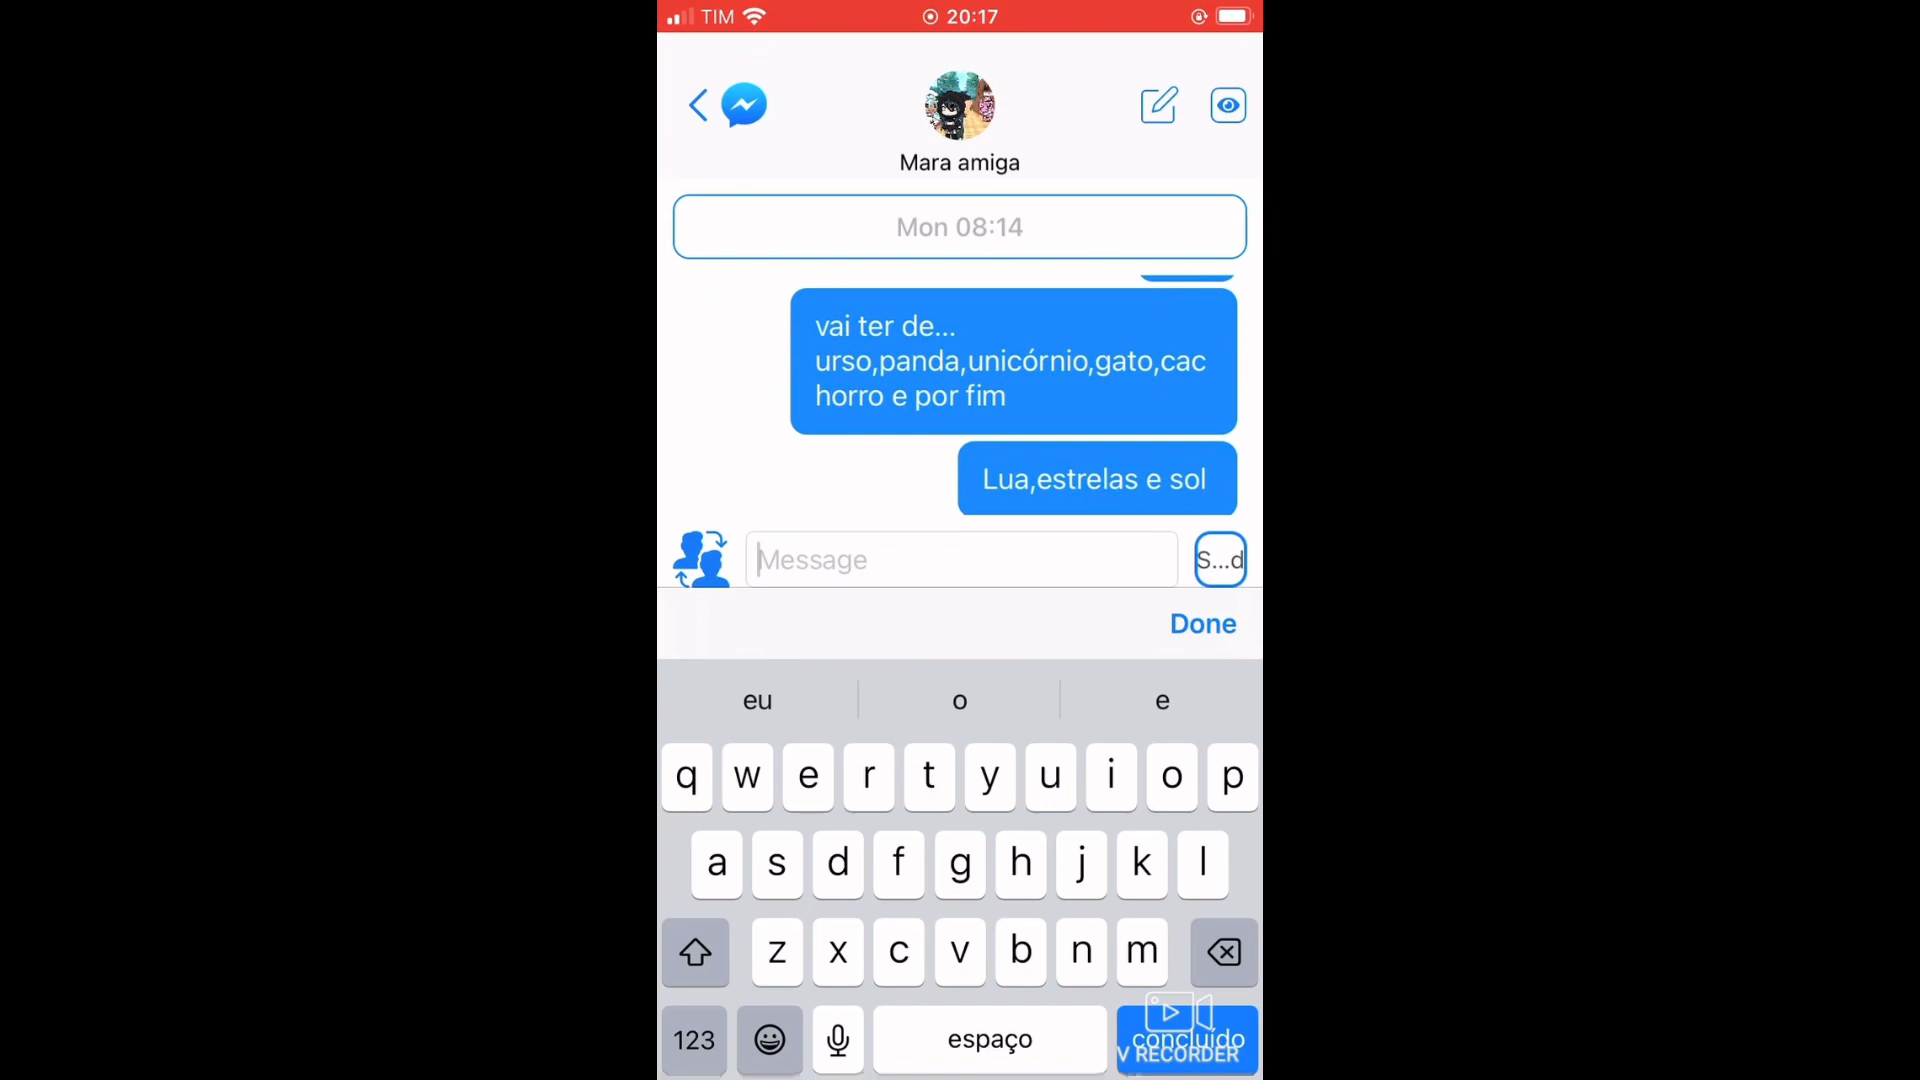 TIM 20:17
Mara amiga
Mon 08:14
vai ter de...
urso,panda,unicórnio,gato,cac
horro e por fim
Lua,estrelas e sol
Message S...d
Done
eu o e
q w e r t y u i o p
a s d f g h j k l
z x c v b n m
123 espaço concluído
V RECORDER